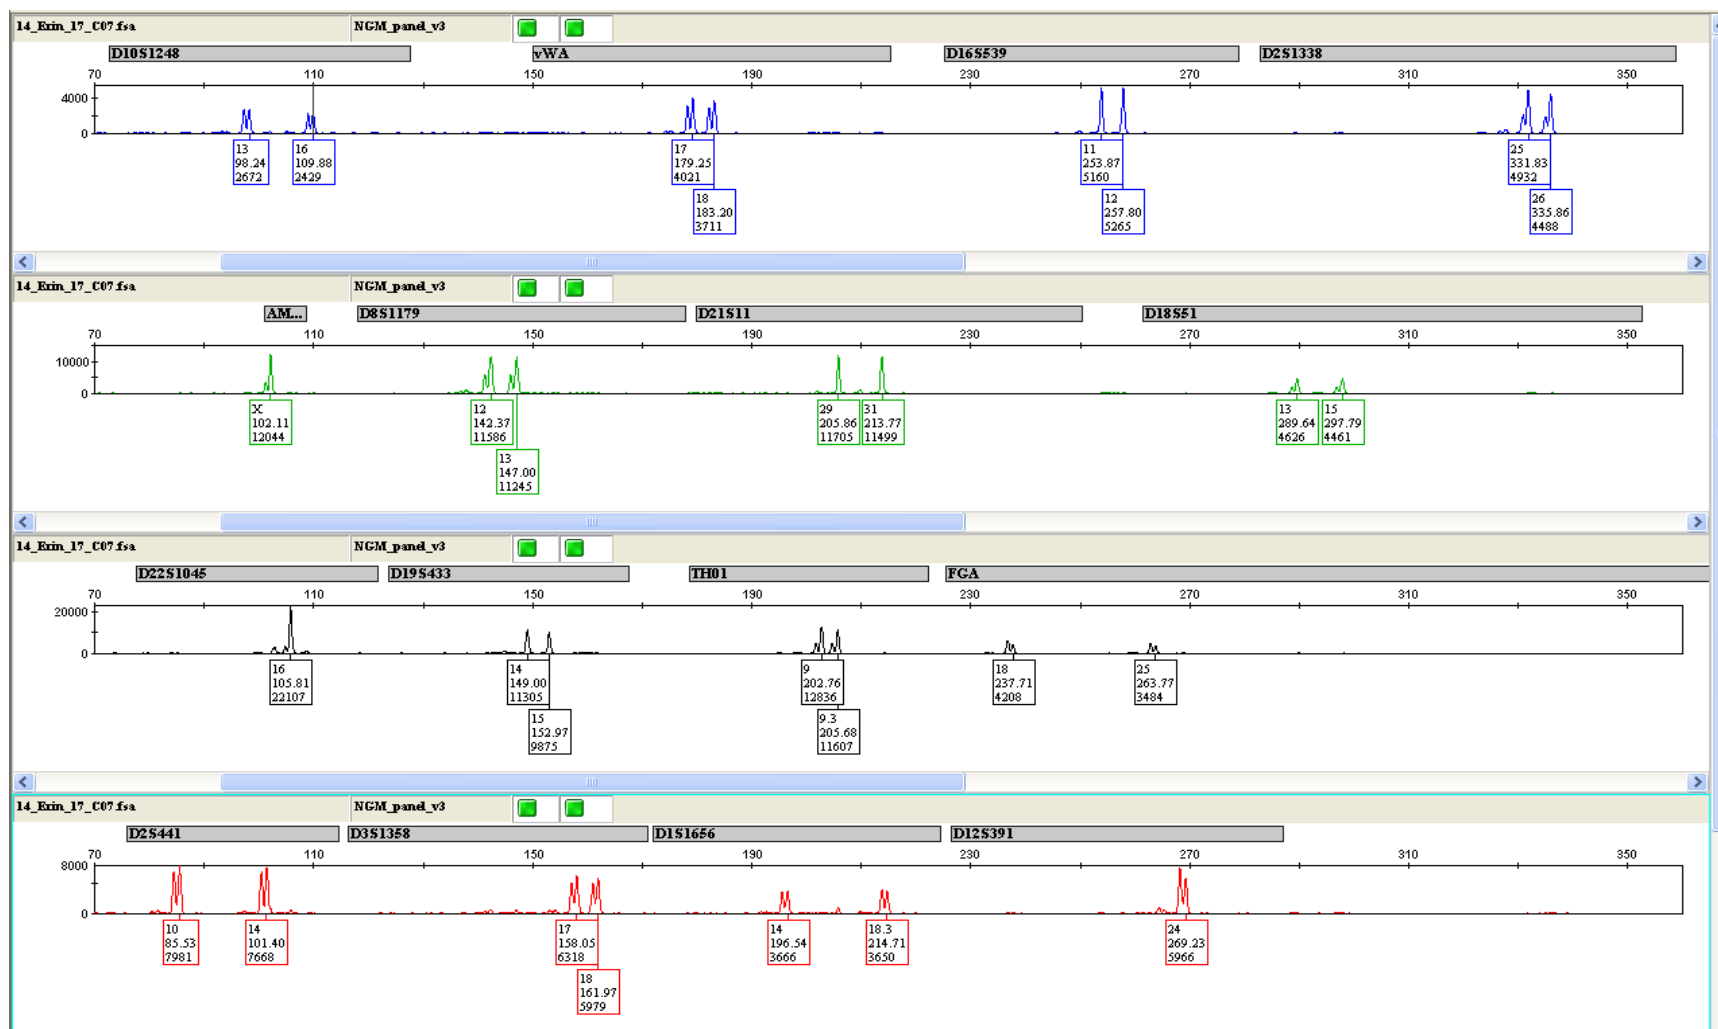 14_Erin_17_C07.fsa NGM_panel_v3
D10S1248 vWA D16S539 D2S1338
70 110 150 190 230 270 310 350
4000
0
13 16 17 11 25
98.24 109.88 179.25 253.87 331.83
2672 2429 4021 5160 4932
18 12 26
183.20 257.80 335.86
3711 5265 4488
14_Erin_17_C07.fsa NGM_panel_v3
AM... D8S1179 D21S11 D18S51
70 110 150 190 230 270 310 350
10000
0
X 12 29 31 13 15
102.11 142.37 205.86 213.77 289.64 297.79
12044 11586 11705 11499 4626 4461
13
147.00
11245
14_Erin_17_C07.fsa NGM_panel_v3
D22S1045 D19S433 TH01 FGA
70 110 150 190 230 270 310 350
20000
0
16 14 9 18 25
105.81 149.00 202.76 237.71 263.77
22107 11305 12836 4208 3484
15 9.3
152.97 205.68
9875 11607
14_Erin_17_C07.fsa NGM_panel_v3
D2S441 D3S1358 D1S1656 D12S391
70 110 150 190 230 270 310 350
8000
0
10 14 17 14 18.3 24
85.53 101.40 158.05 196.54 214.71 269.23
7981 7668 6318 3666 3650 5966
18
161.97
5979